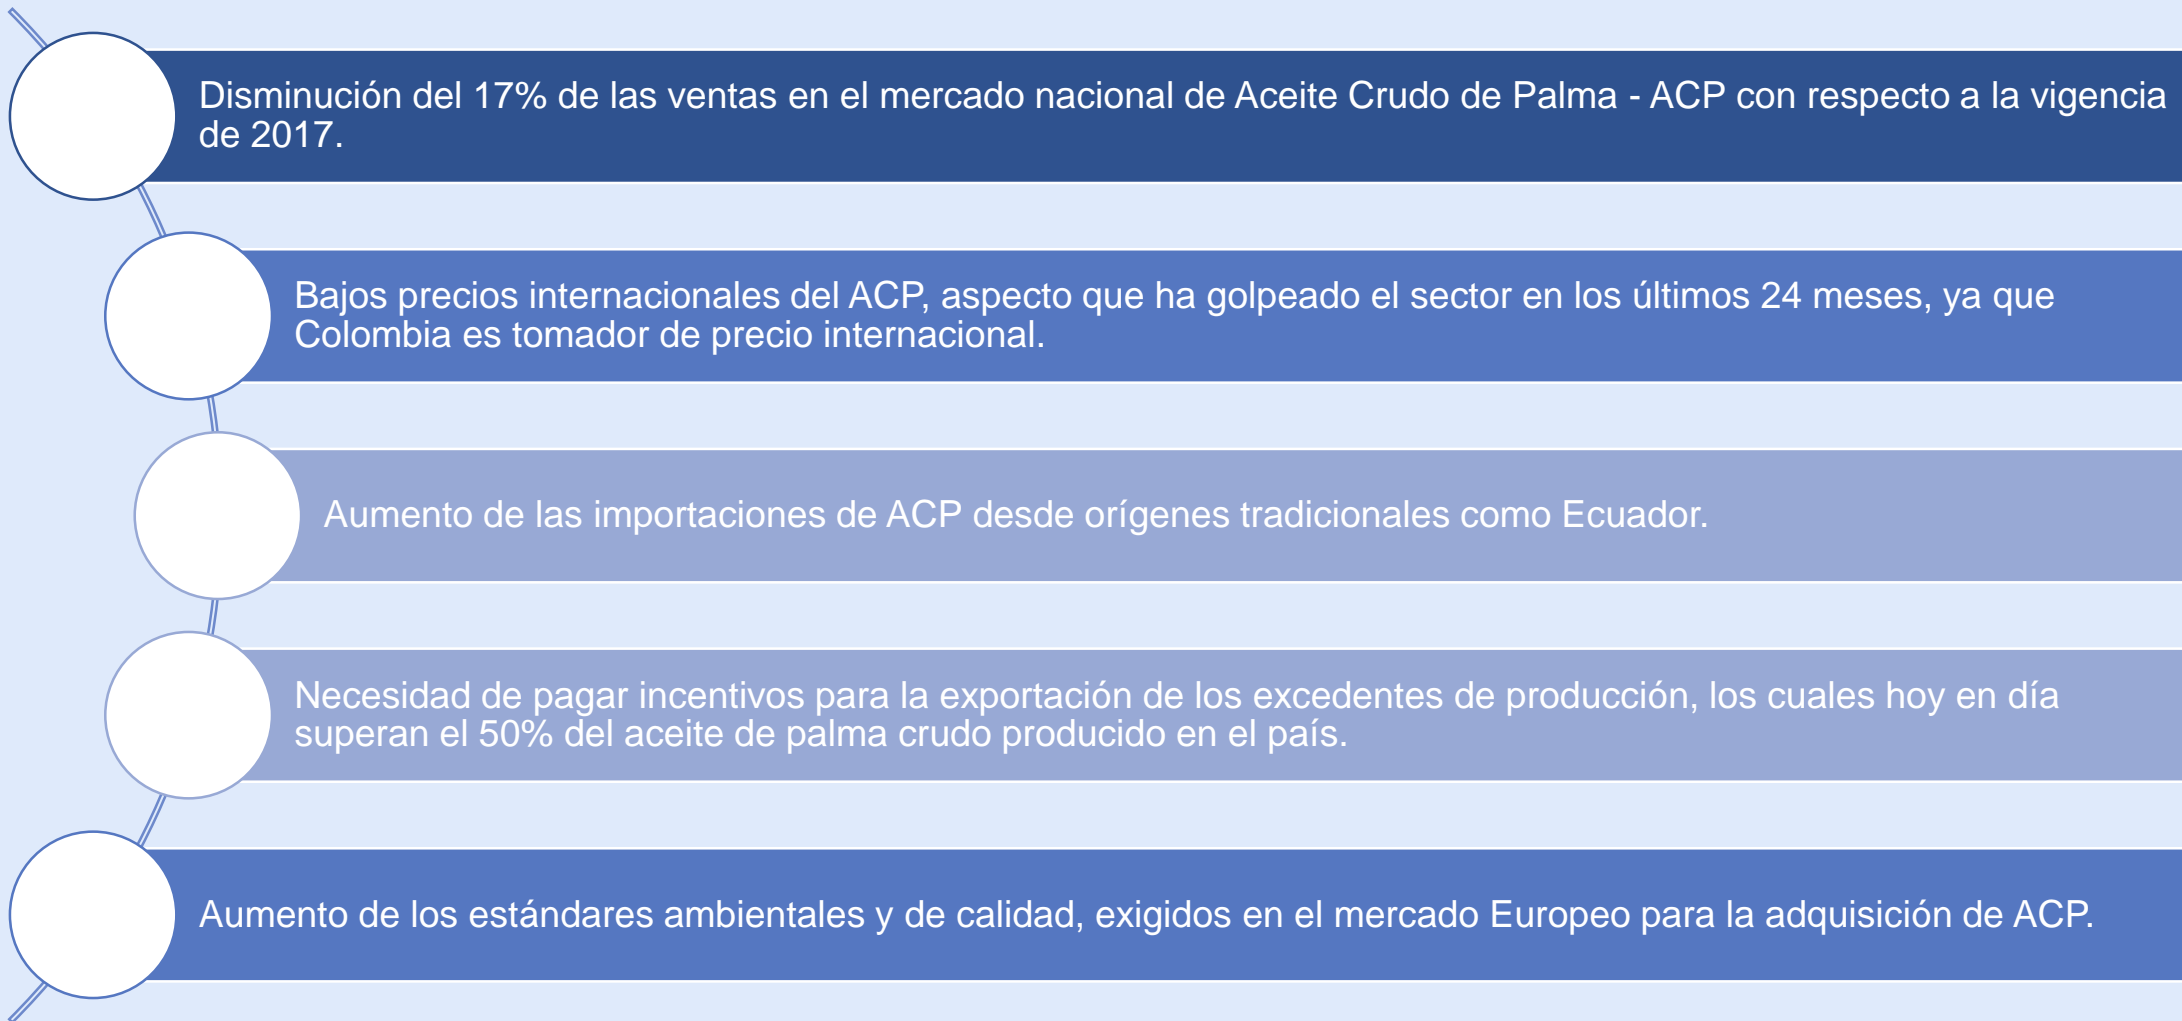 Disminución del 17% de las ventas en el mercado nacional de Aceite Crudo de Palma - ACP con respecto a la vigencia
de 2017.
Bajos precios internacionales del ACP, aspecto que ha golpeado el sector en los últimos 24 meses, ya que
Colombia es tomador de precio internacional.
Aumento de las importaciones de ACP desde orígenes tradicionales como Ecuador.
Necesidad de pagar incentivos para la exportación de los excedentes de producción, los cuales hoy en día
superan el 50% del aceite de palma crudo producido en el país.
Aumento de los estándares ambientales y de calidad, exigidos en el mercado Europeo para la adquisición de ACP.